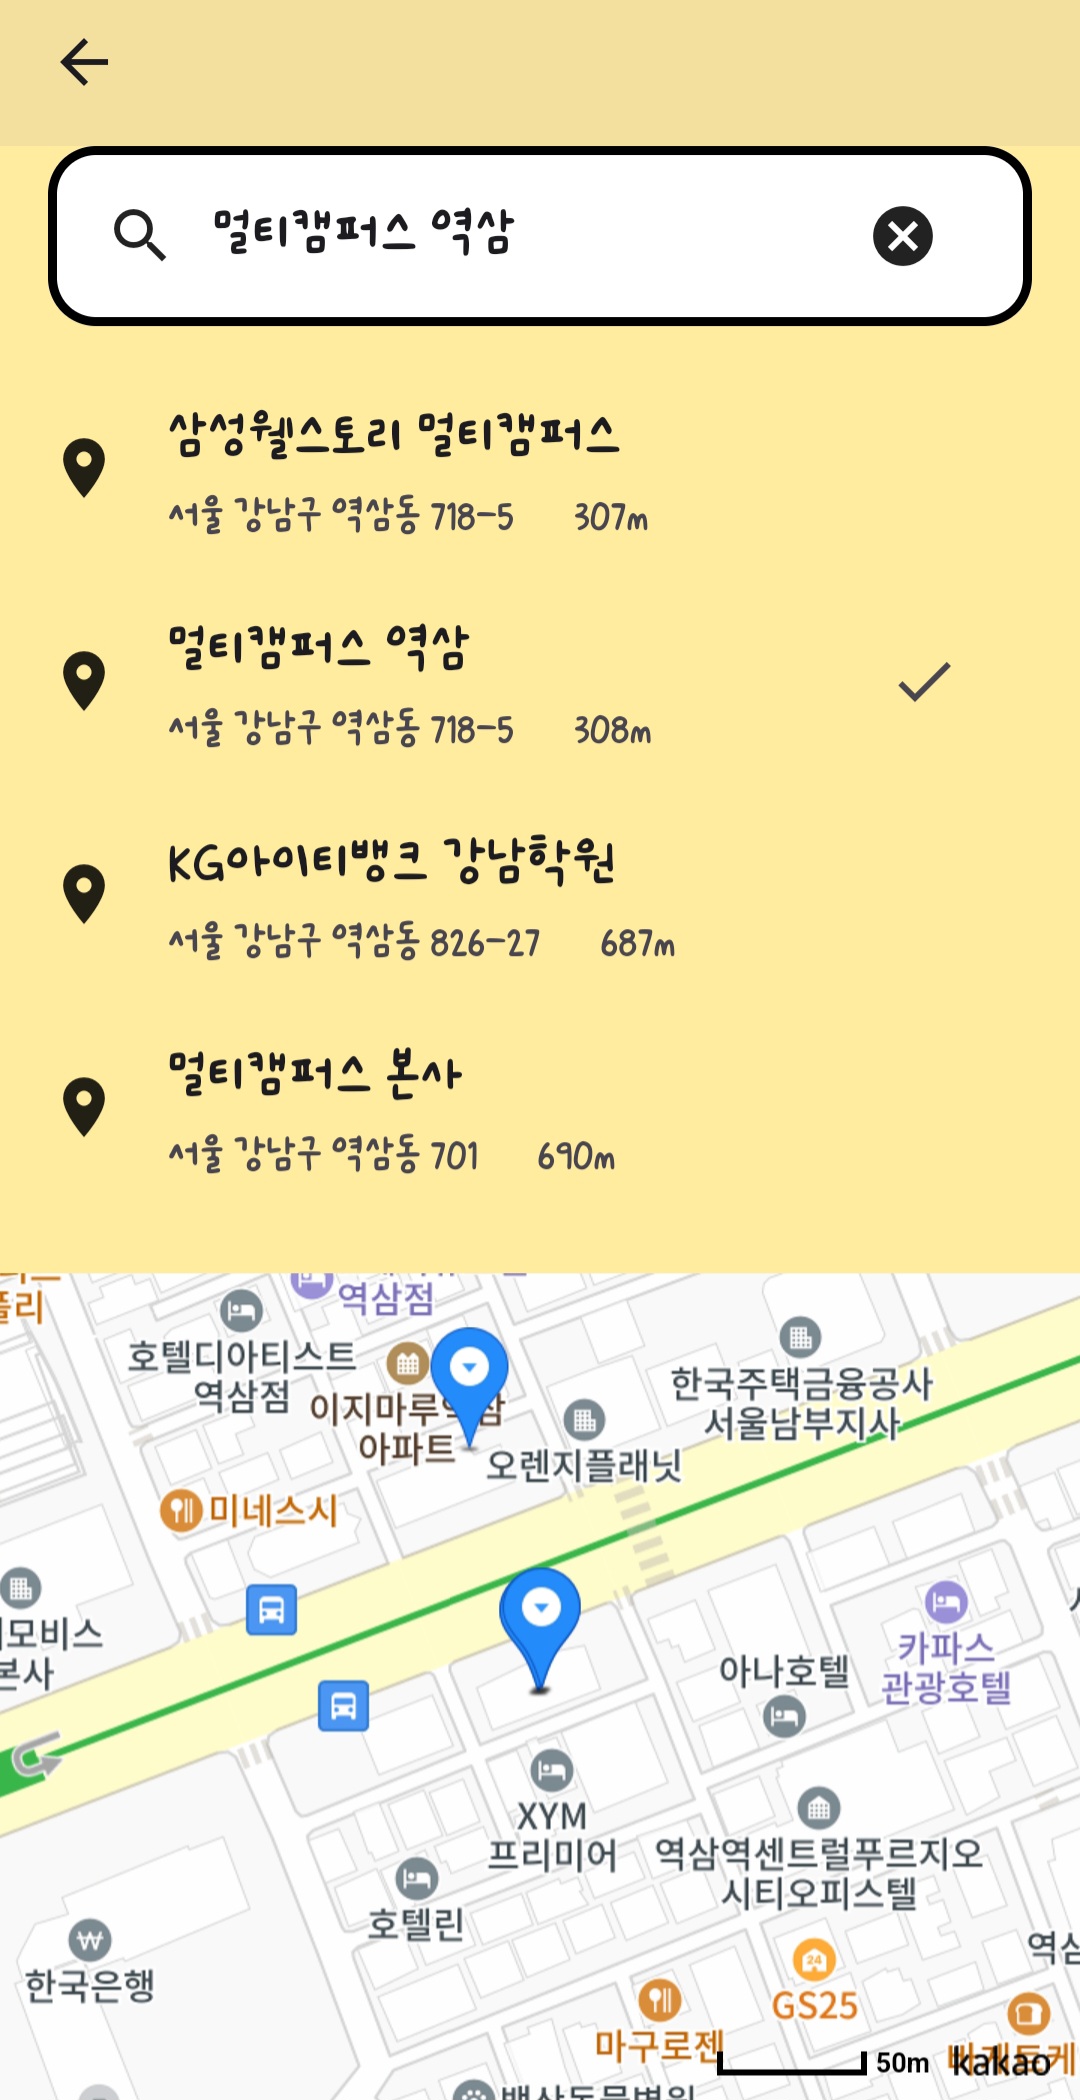 멀티캠퍼스 역삼
삼성웰스토리 멀티캠퍼스
서울 강남구 역삼동 718-5 307m
멀티캠퍼스 역삼
서울 강남구 역삼동 718-5 308m
KG아이티뱅크 강남학원
서울 강남구 역삼동 826-27 687m
멀티캠퍼스 본사
서울 강남구 역삼동 701 690m
역삼점
호텔디아티스트
역삼점
이지마루역삼
아파트
한국주택금융공사
서울남부지사
오렌지플래닛
미네스시
모비스
본사
카파스
관광호텔
아나호텔
XYM
프리미어
역삼역센트럴푸르지오
시티오피스텔
호텔린
한국은행
24
GS25
마구로젠
50m
kakao